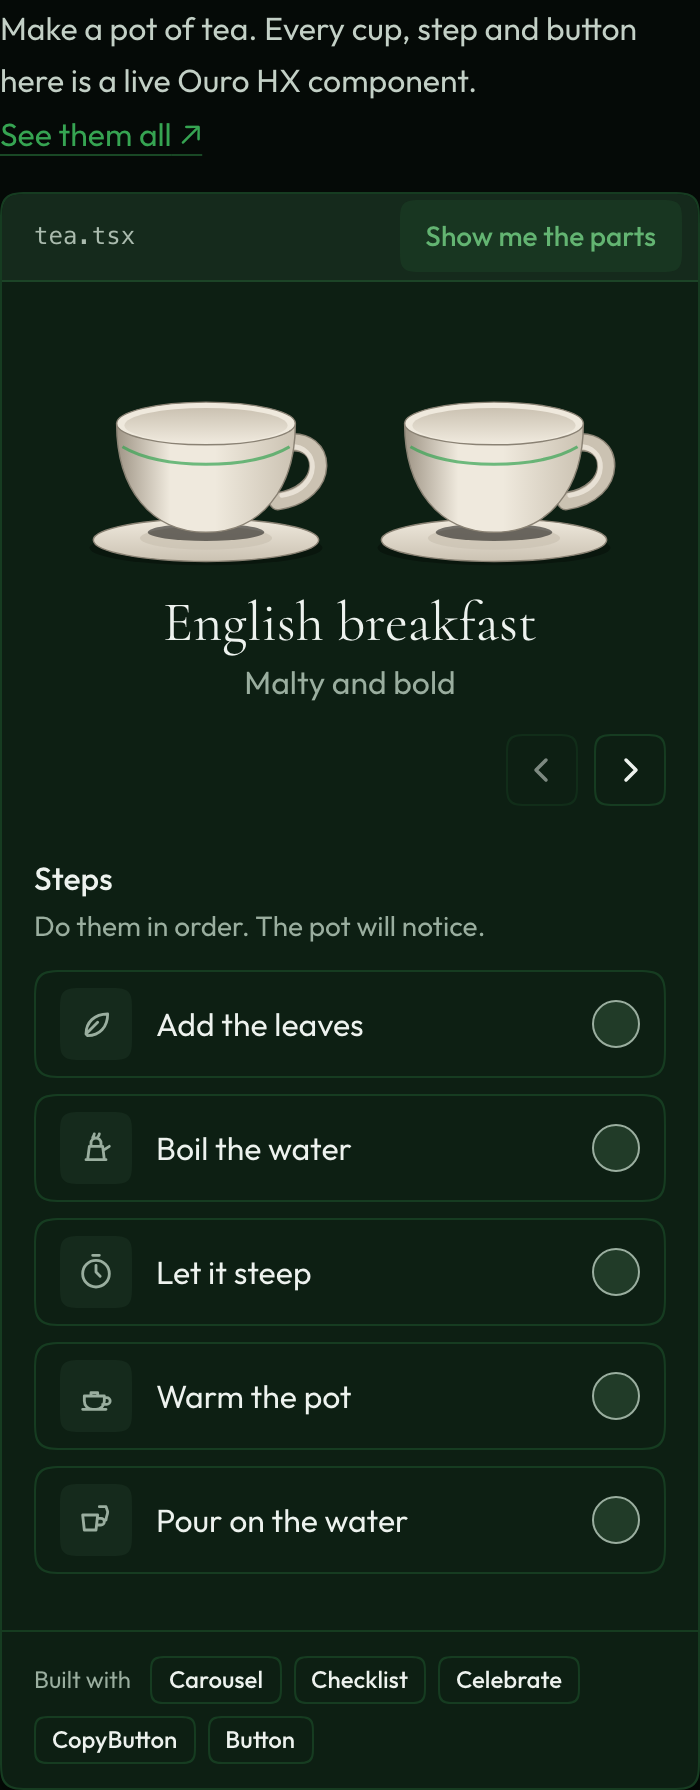 Make a pot of tea. Every cup, step and button
here is a live Ouro HX component.
See them all ↗
tea.tsx
Show me the parts
English breakfast
Malty and bold
Steps
Do them in order. The pot will notice.
Add the leaves
Boil the water
Let it steep
Warm the pot
Pour on the water
Built with Carousel Checklist Celebrate
CopyButton Button